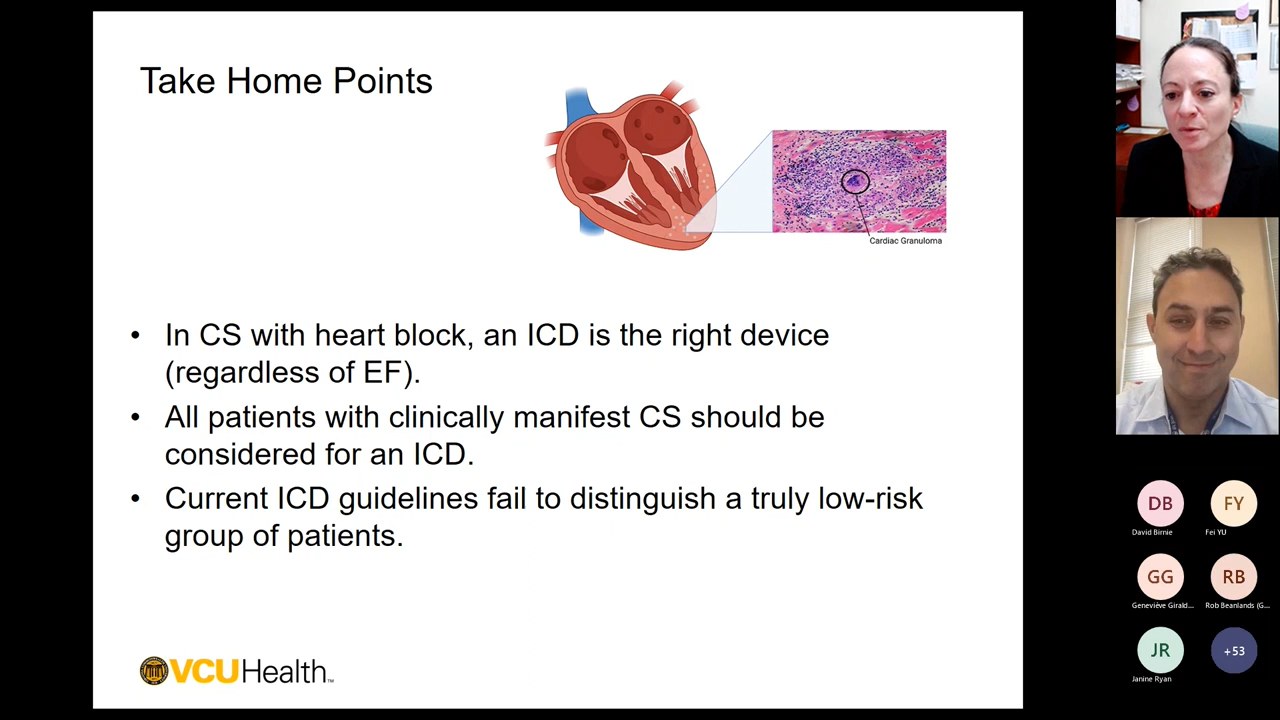 Take Home Points
Cardiac Granuloma
• In CS with heart block, an ICD is the right device
(regardless of EF).
• All patients with clinically manifest CS should be
considered for an ICD.
• Current ICD guidelines fail to distinguish a truly low-risk
group of patients.
VCUHealth™
DB
FY
David Birnie
Fei YU
GG
RB
Geneviève Girald...
Rob Beanlands (G...
JR
+53
Janine Ryan